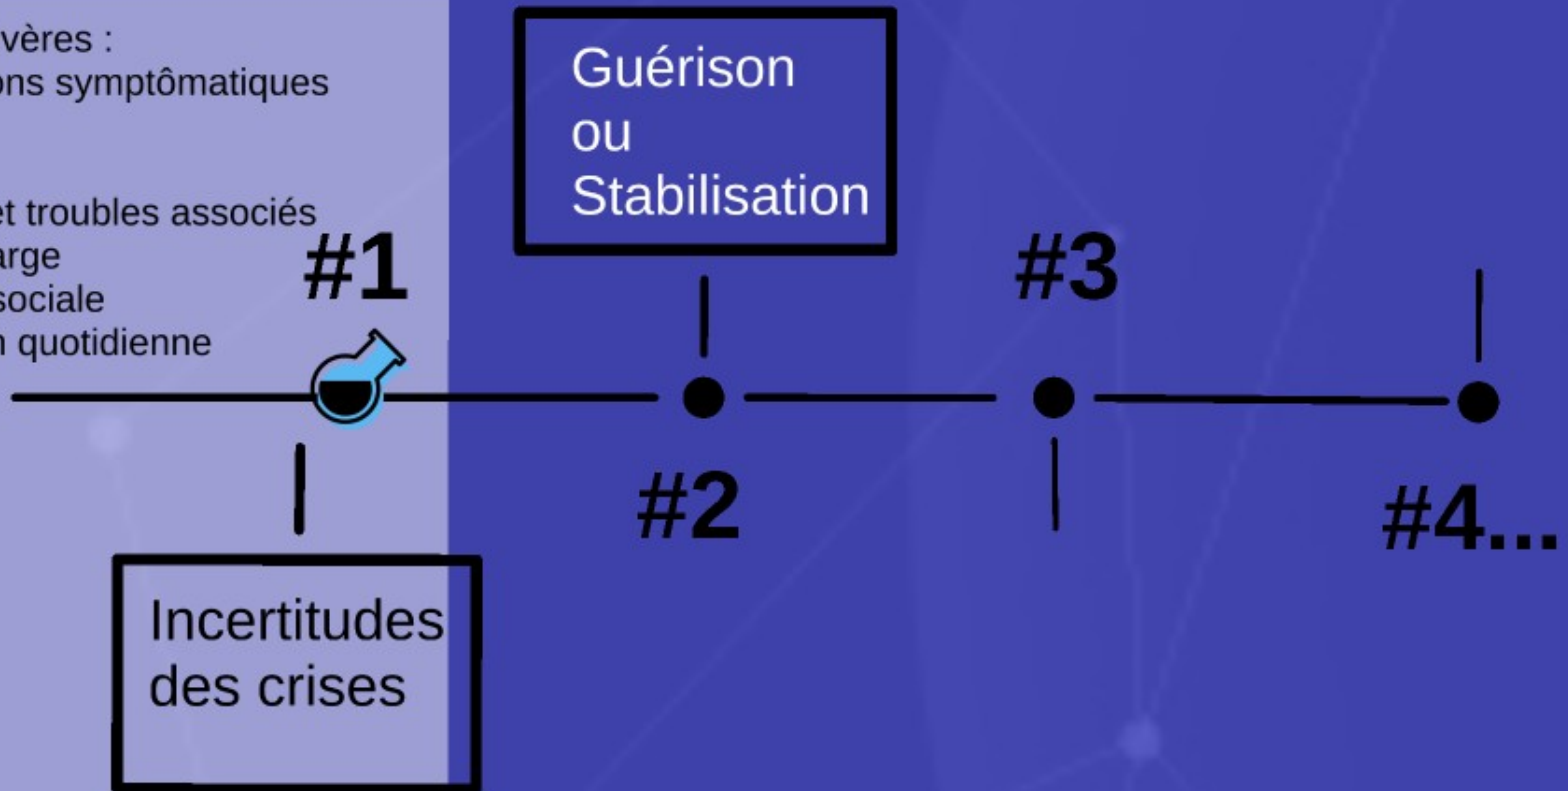 vères :
ons symptômatiques
et troubles associés
arge
sociale
n quotidienne
#1
Incertitudes
des crises
Guérison
ou
Stabilisation
#2
#3
#4...